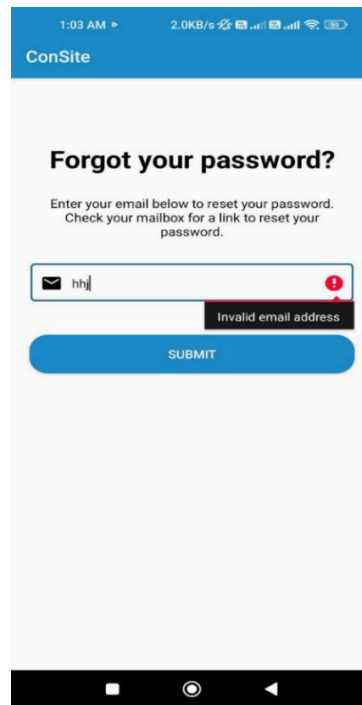 1:03 AM 2.0KB/s
ConSite
Forgot your password?
Enter your email below to reset your password.
Check your mailbox for a link to reset your
password.
hhj
Invalid email address
SUBMIT